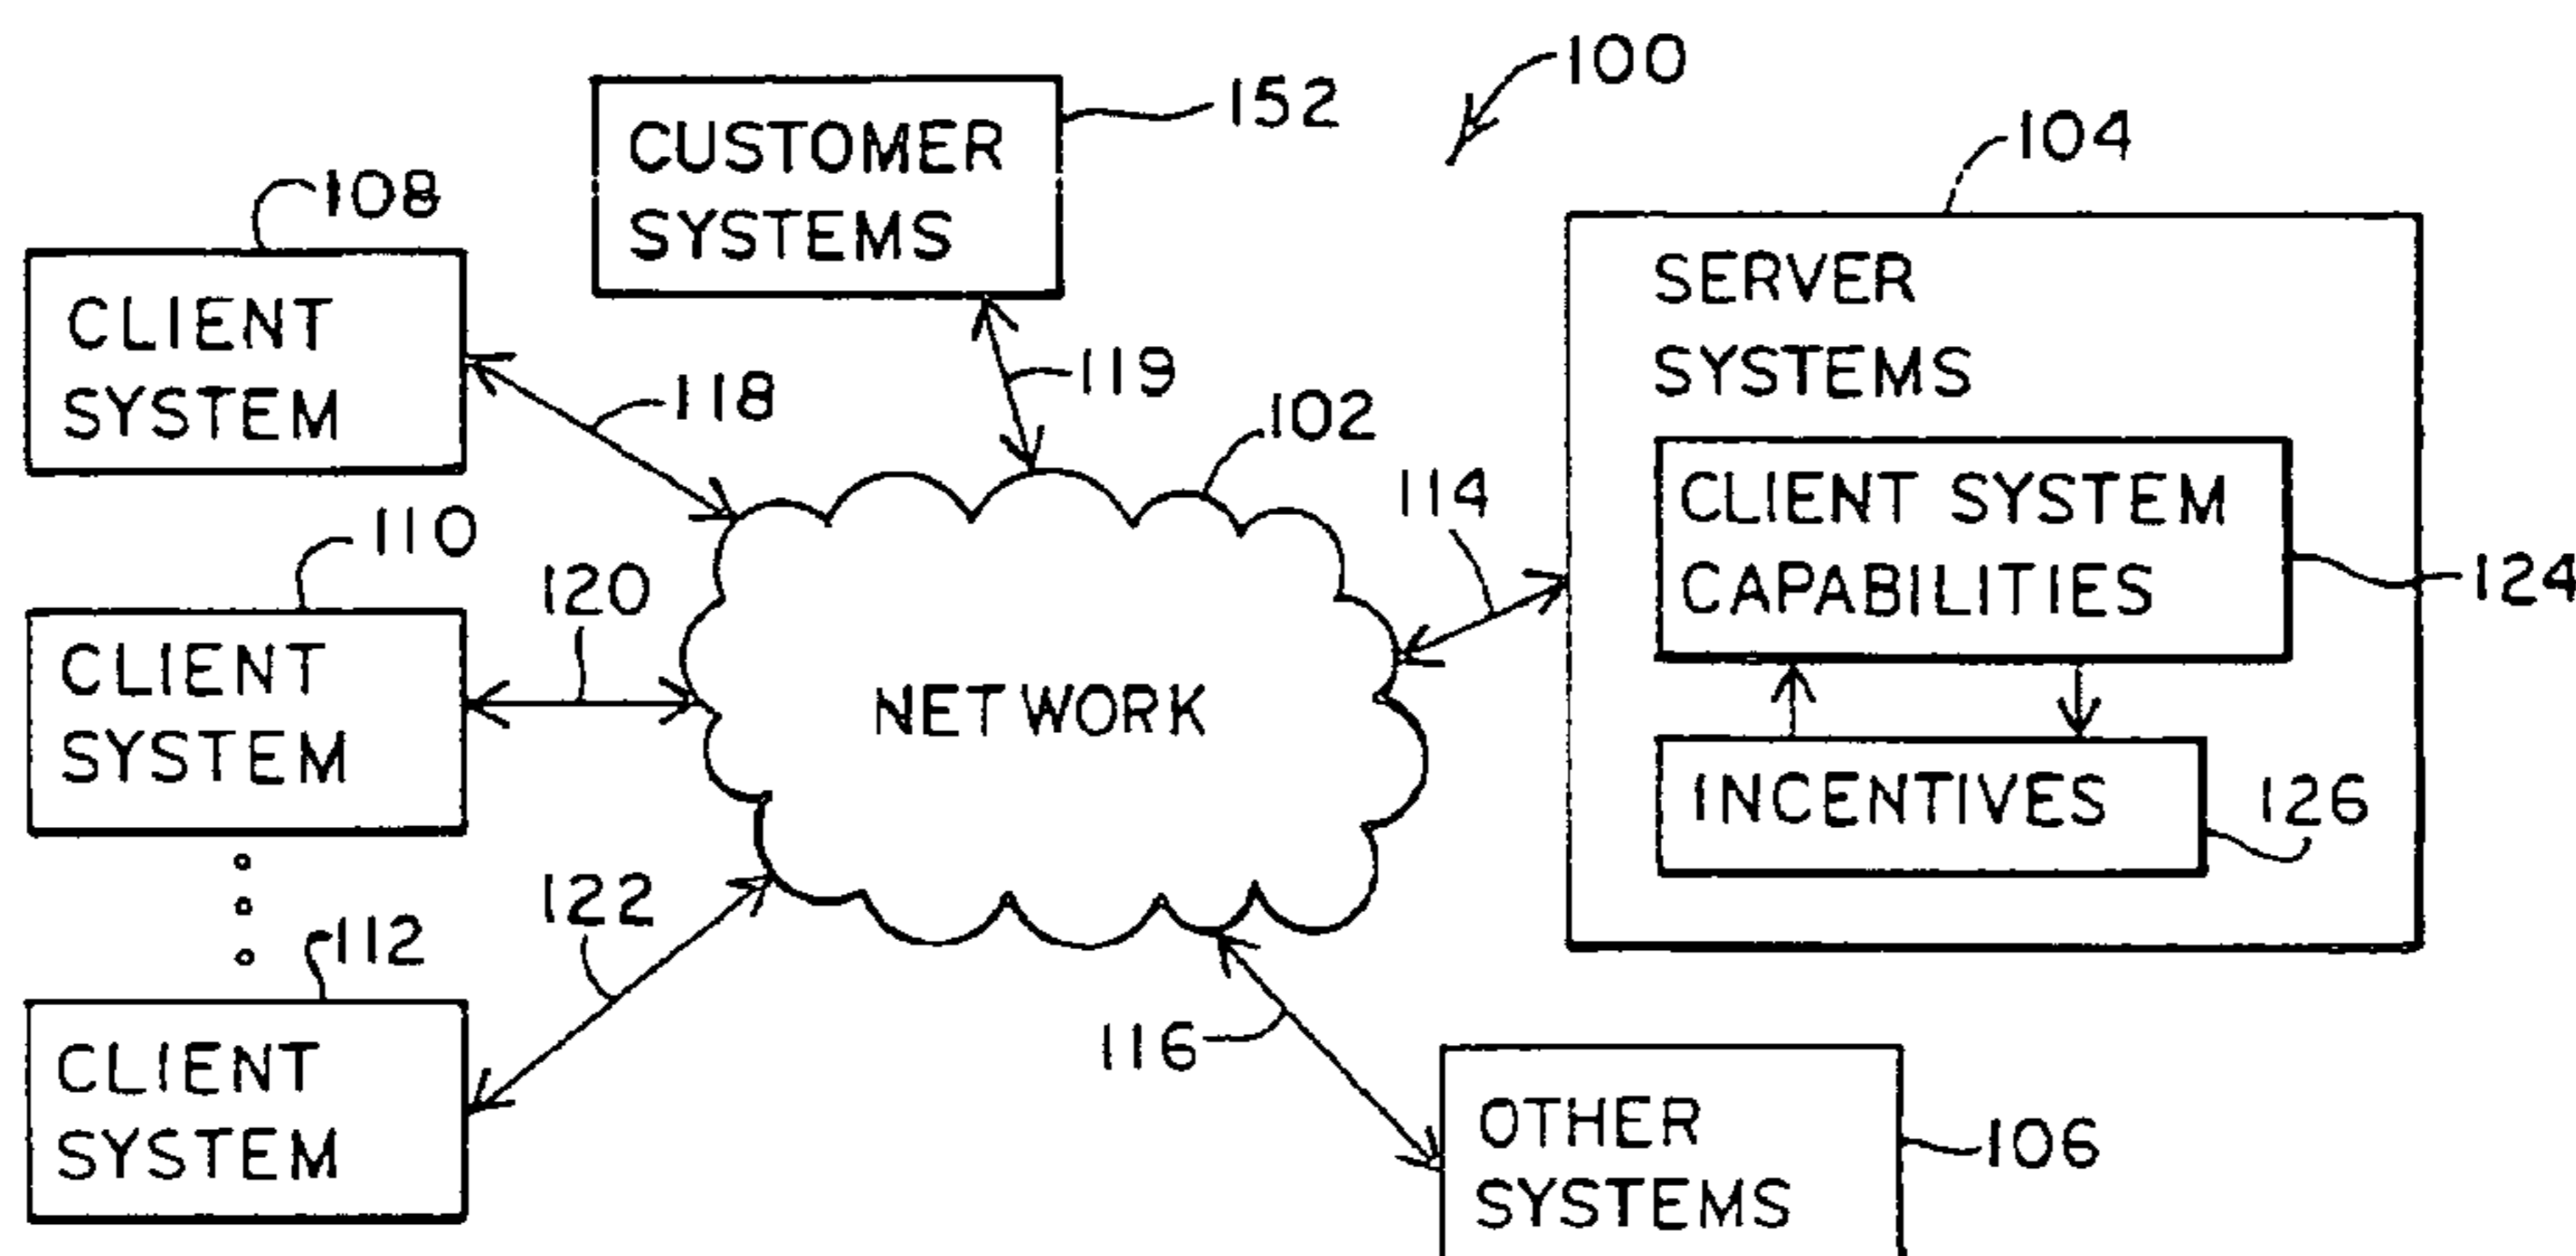 100
152
CUSTOMER
SYSTEMS
104
108
CLIENT
SYSTEM
SERVER
SYSTEMS
118
119
102
114
CLIENT SYSTEM
CAPABILITIES
124
110
CLIENT
SYSTEM
120
NETWORK
INCENTIVES
126
122
112
CLIENT
SYSTEM
116
OTHER
SYSTEMS
106